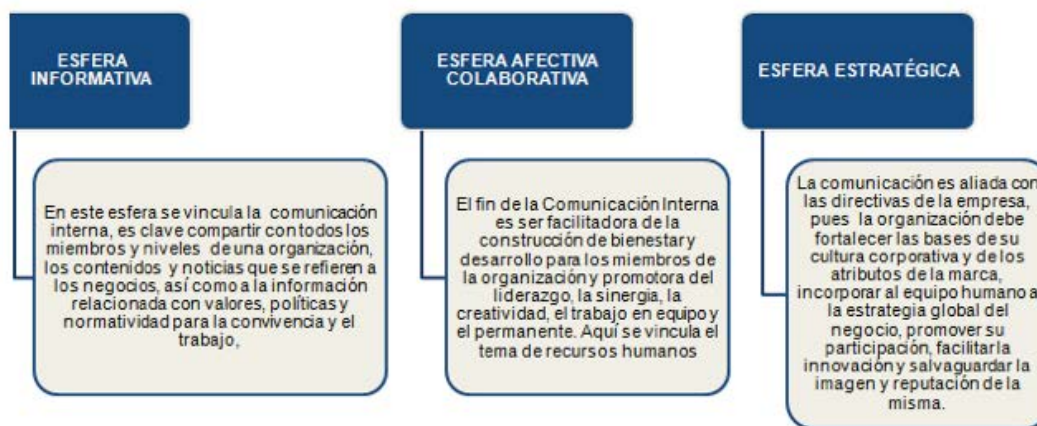 ESFERA
INFORMATIVA
En este esfera se vincula la comunicación
interna, es clave compartir con todos los
miembros y niveles de una organización,
los contenidos y noticias que se refieren a
los negocios, así como a la información
relacionada con valores, políticas y
normatividad para la convivencia y el
trabajo,
ESFERA AFECTIVA
COLABORATIVA
El fin de la Comunicación Interna
es ser facilitadora de la
construcción de bienestar y
desarrollo para los miembros de
la organización y promotora del
liderazgo, la sinergia, la
creatividad, el trabajo en equipo y
el permanente. Aquí se vincula el
tema de recursos humanos
ESFERA ESTRATÉGICA
La comunicación es aliada con
las directivas de la empresa,
pues la organización debe
fortalecer las bases de su
cultura corporativa y de los
atributos de la marca,
incorporar al equipo humano a
la estrategia global del
negocio, promover su
participación, facilitar la
innovación y salvaguardar la
imagen y reputación de la
misma.